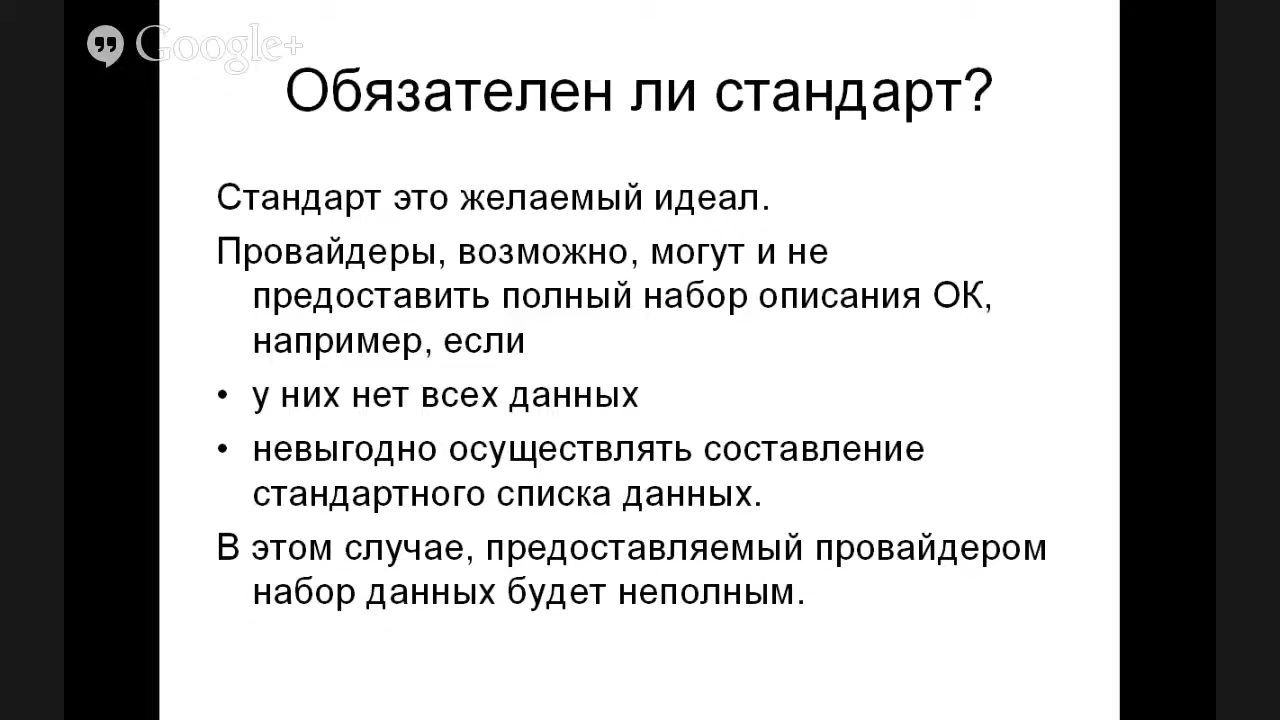 Google+
Обязателен ли стандарт?
Стандарт это желаемый идеал.
Провайдеры, возможно, могут и не
предоставить полный набор описания ОК,
например, если
• у них нет всех данных
• невыгодно осуществлять составление
стандартного списка данных.
В этом случае, предоставляемый провайдером
набор данных будет неполным.